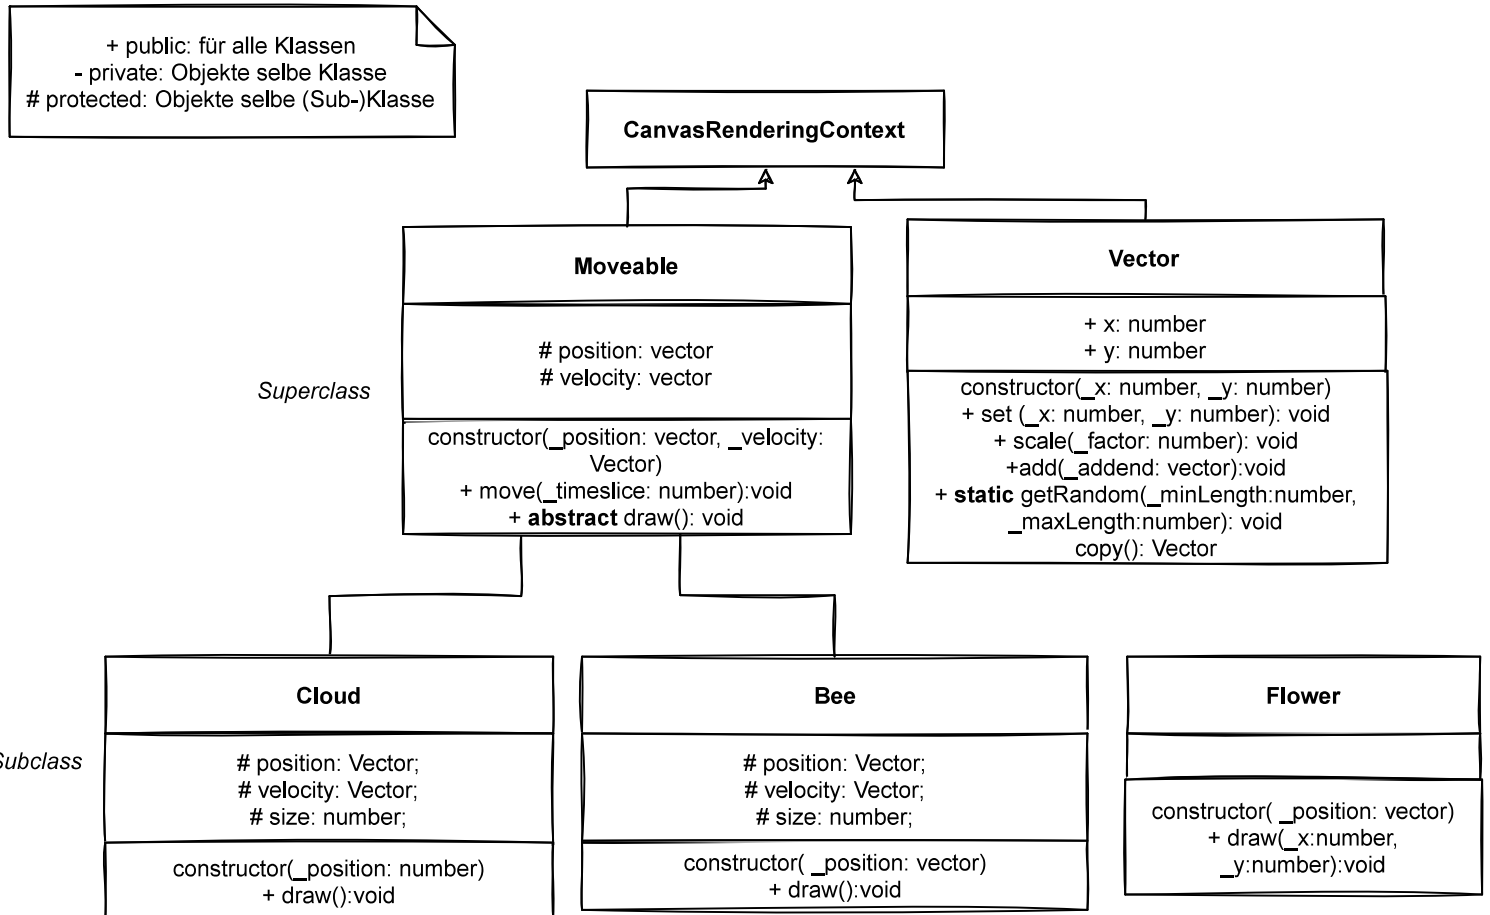 + public: für alle Klassen
- private: Objekte selbe Klasse
# protected: Objekte selbe (Sub-)Klasse
CanvasRenderingContext
Moveable
# position: vector
# velocity: vector
constructor(_position: vector, _velocity:
Vector)
+ move(_timeslice: number):void
+ abstract draw(): void
Vector
+ x: number
+ y: number
constructor(_x: number, _y: number)
+ set (_x: number, _y: number): void
+ scale(_factor: number): void
+add(_addend: vector):void
+ static getRandom(_minLength:number,
_maxLength:number): void
copy(): Vector
Superclass
Cloud
# position: Vector;
# velocity: Vector;
# size: number;
constructor(_position: number)
+ draw():void
Bee
# position: Vector;
# velocity: Vector;
# size: number;
constructor( _position: vector)
+ draw():void
Flower
constructor( _position: vector)
+ draw(_x:number,
_y:number):void
Subclass